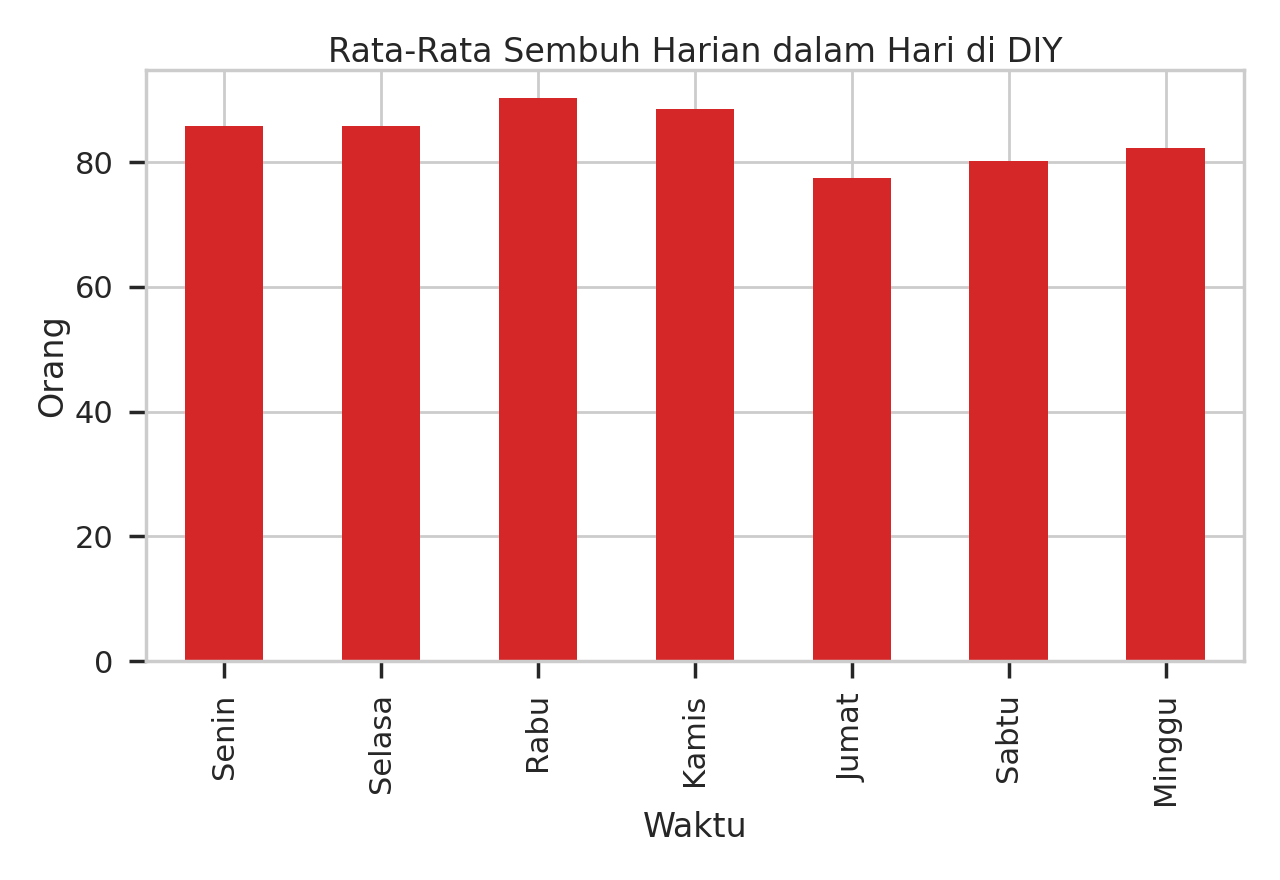 Rata-Rata Sembuh Harian dalam Hari di DIY
Orang
80
60
40
20
0
Senin
Selasa
Rabu
Kamis
Jumat
Sabtu
Minggu
Waktu